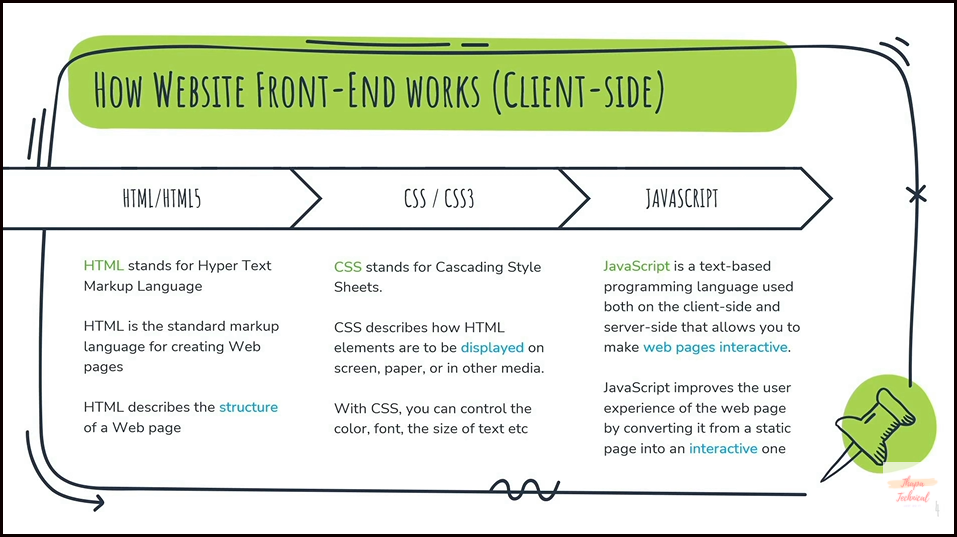 How Website Front-End works (Client-side)
HTML/HTML5
CSS / CSS3
JAVASCRIPT
HTML stands for Hyper Text
Markup Language
HTML is the standard markup
language for creating Web
pages
HTML describes the structure
of a Web page
CSS stands for Cascading Style
Sheets.
CSS describes how HTML
elements are to be displayed on
screen, paper, or in other media.
With CSS, you can control the
color, font, the size of text etc
JavaScript is a text-based
programming language used
both on the client-side and
server-side that allows you to
make web pages interactive.
JavaScript improves the user
experience of the web page
by converting it from a static
page into an interactive one
Thapa
Technical